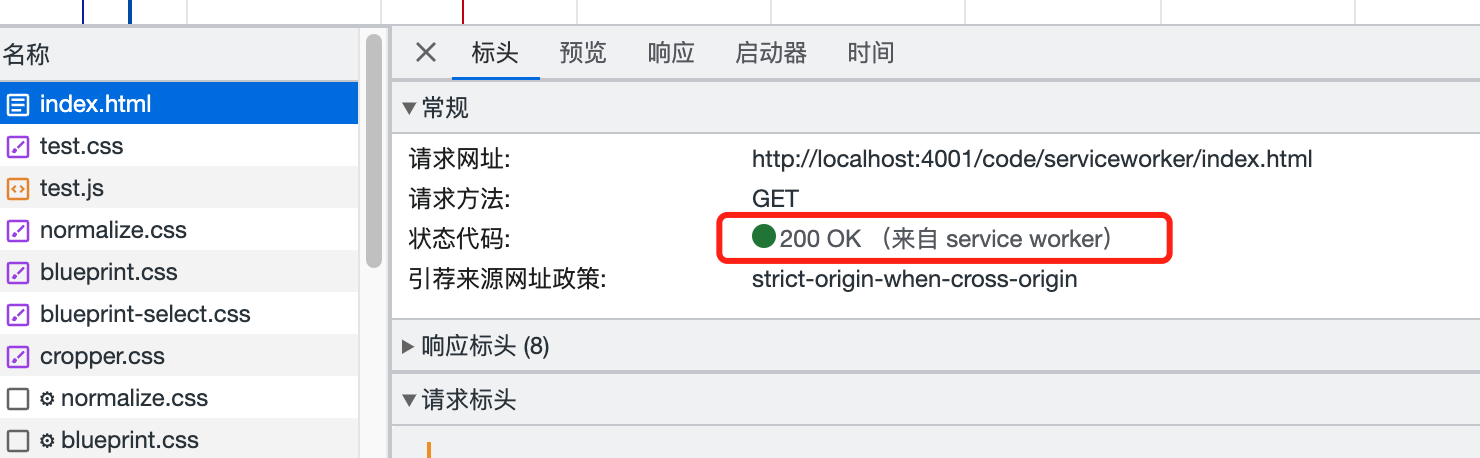 名称
index.html
test.css
test.js
normalize.css
blueprint.css
blueprint-select.css
cropper.css
normalize.css
blueprint.css
标头 预览 响应 启动器 时间
常规
请求网址: http://localhost:4001/code/serviceworker/index.html
请求方法: GET
状态代码: 200 OK （来自 service worker）
引荐来源网址政策: strict-origin-when-cross-origin
响应标头 (8)
请求标头